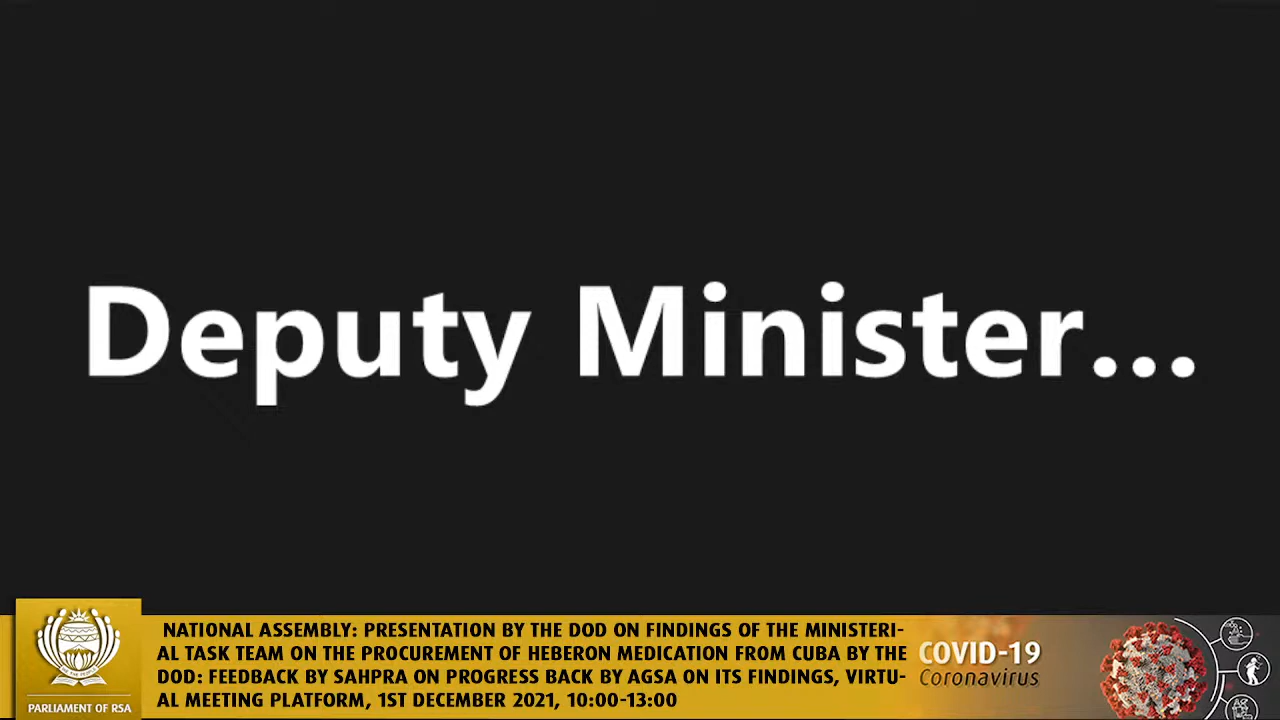 Deputy Minister...
NATIONAL ASSEMBLY: PRESENTATION BY THE DOD ON FINDINGS OF THE MINISTERI-
AL TASK TEAM ON THE PROCUREMENT OF HEBERON MEDICATION FROM CUBA BY THE
DOD: FEEDBACK BY SAHPRA ON PROGRESS BACK BY AGSA ON ITS FINDINGS, VIRTU-
AL MEETING PLATFORM, 1ST DECEMBER 2021, 10:00-13:00
PARLIAMENT OF RSA
COVID-19
Coronavirus